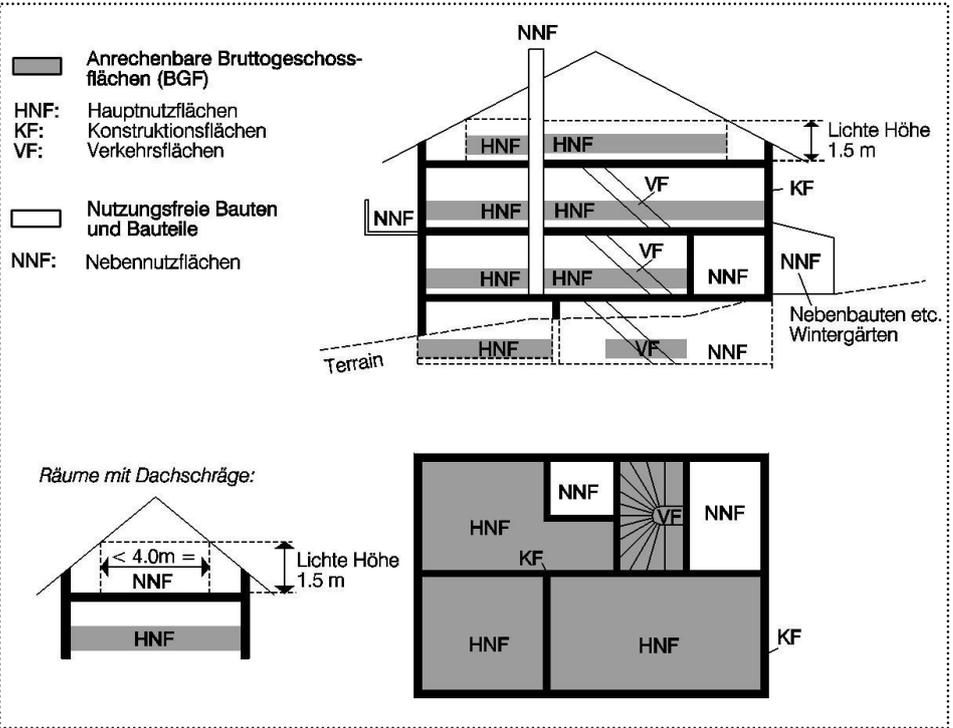 Anrechenbare Bruttogeschoss-
flächen (BGF)
HNF: Hauptnutzflächen
KF: Konstruktionsflächen
VF: Verkehrsflächen
Nutzungsfreie Bauten
und Bauteile
NNF: Nebennutzflächen
NNF
Lichte Höhe
1.5 m
HNF HNF
VF
KF
NNF
HNF HNF
VF
HNF HNF
NNF
NNF
Nebenbauten etc.
Wintergärten
HNF
VF
NNF
Terrain
Räume mit Dachschräge:
< 4.0m =
NNF
Lichte Höhe
1.5 m
HNF
NNF
HNF
VF
NNF
KF
HNF
HNF
KF